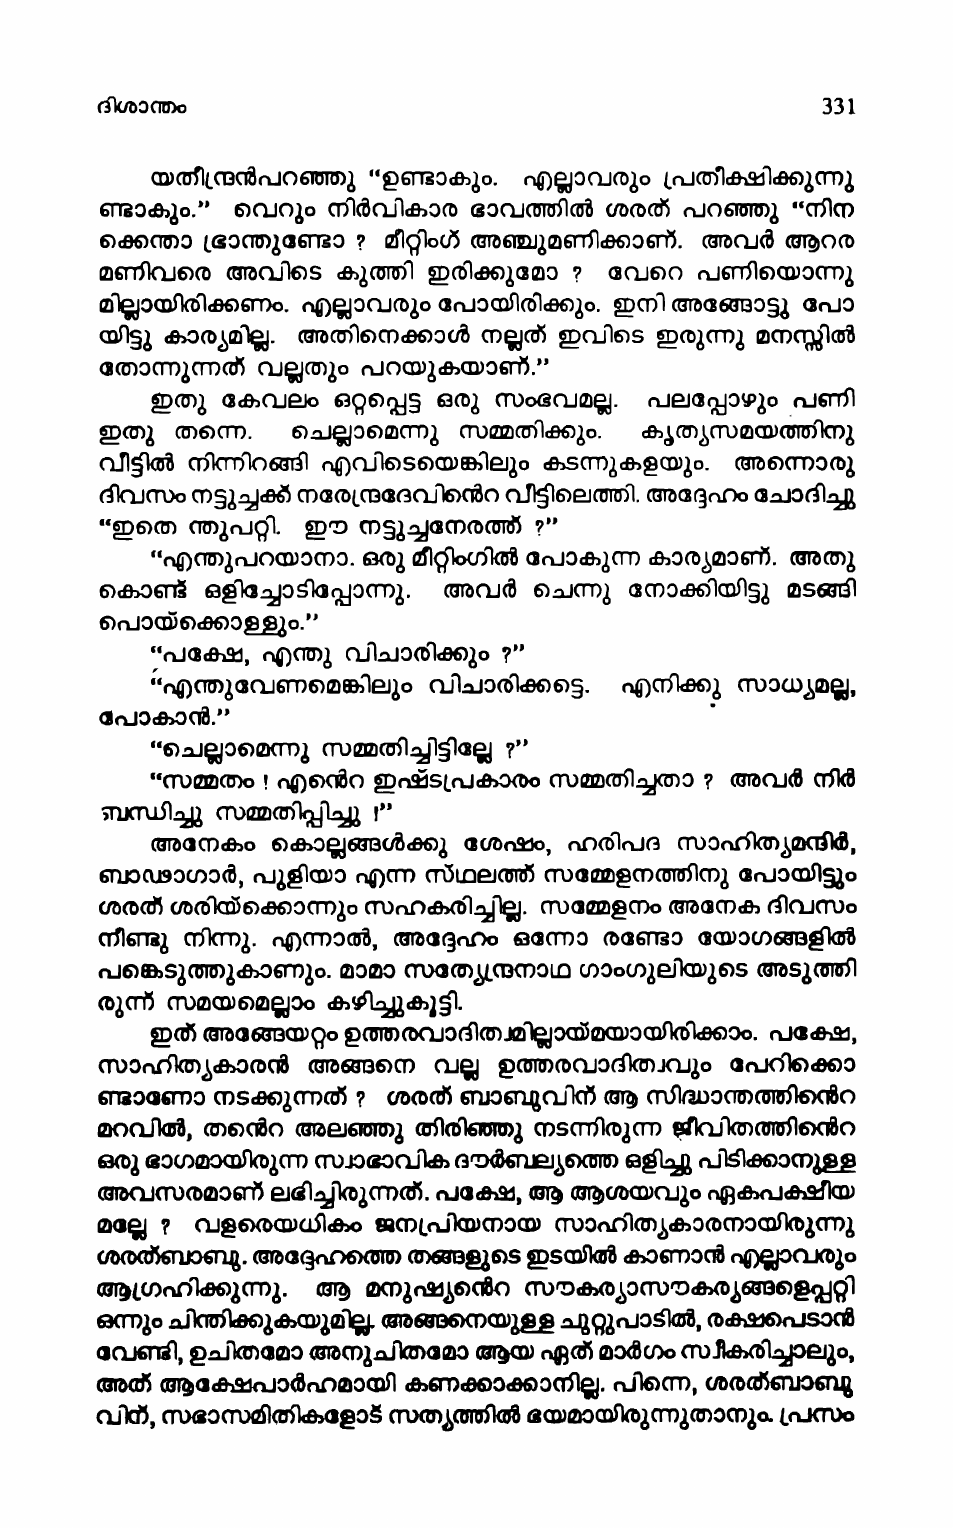 ദിശാന്തം 331
യതീന്ദ്രൻപറഞ്ഞു “ഉണ്ടാകും. എല്ലാവരും പ്രതീക്ഷിക്കുന്നു
ണ്ടാകും.” വെറും നിർവികാര ഭാവത്തിൽ ശരത് പറഞ്ഞു “നിന
ക്കെന്താ ഭ്രാന്തുണ്ടോ ? മീറ്റിംഗ് അഞ്ചുമണിക്കാണ്. അവർ ആറര
മണിവരെ അവിടെ കുത്തി ഇരിക്കുമോ ? വേറെ പണിയൊന്നു
മില്ലായിരിക്കണം. എല്ലാവരും പോയിരിക്കും. ഇനി അങ്ങോട്ടു പോ
യിട്ടു കാര്യമില്ല. അതിനെക്കാൾ നല്ലത് ഇവിടെ ഇരുന്നു മനസ്സിൽ
തോന്നുന്നത് വല്ലതും പറയുകയാണ്.”
ഇതു കേവലം ഒറ്റപ്പെട്ട ഒരു സംഭവമല്ല. പലപ്പോഴും പണി
ഇതു തന്നെ. ചെല്ലാമെന്നു സമ്മതിക്കും. കൃത്യസമയത്തിനു
വീട്ടിൽ നിന്നിറങ്ങി എവിടെയെങ്കിലും കടന്നുകളയും. അന്നൊരു
ദിവസം നട്ടുച്ചക്ക് നരേന്ദ്രദേവിന്റെ വീട്ടിലെത്തി. അദ്ദേഹം ചോദിച്ചു
“ഇതെ ന്തുപറ്റി. ഈ നട്ടുച്ചനേരത്ത് ?”
“എന്തുപറയാനാ. ഒരു മീറ്റിംഗിൽ പോകുന്ന കാര്യമാണ്. അതു
കൊണ്ട് ഒളിച്ചോടിപ്പോന്നു. അവർ ചെന്നു നോക്കിയിട്ടു മടങ്ങി
പൊയ്ക്കൊള്ളും.”
“പക്ഷേ, എന്തു വിചാരിക്കും ?”
“എന്തുവേണമെങ്കിലും വിചാരിക്കട്ടെ. എനിക്കു സാധ്യമല്ല,
പോകാൻ.”
“ചെല്ലാമെന്നു സമ്മതിച്ചിട്ടില്ലേ ?”
“സമ്മതം ! എന്റെ ഇഷ്ടപ്രകാരം സമ്മതിച്ചതാ ? അവർ നിർ
ബന്ധിച്ചു സമ്മതിപ്പിച്ചു !”
അനേകം കൊല്ലങ്ങൾക്കു ശേഷം, ഹരിപദ സാഹിത്യമന്ദിർ,
ബാഢാഗാർ, പുളിയാ എന്ന സ്ഥലത്ത് സമ്മേളനത്തിനു പോയിട്ടും
ശരത് ശരിയ്ക്കൊന്നും സഹകരിച്ചില്ല. സമ്മേളനം അനേക ദിവസം
നീണ്ടു നിന്നു. എന്നാൽ, അദ്ദേഹം ഒന്നോ രണ്ടോ യോഗങ്ങളിൽ
പങ്കെടുത്തുകാണും. മാമാ സത്യേന്ദ്രനാഥ ഗാംഗുലിയുടെ അടുത്തി
രുന്ന് സമയമെല്ലാം കഴിച്ചുകൂട്ടി.
ഇത് അങ്ങേയറ്റം ഉത്തരവാദിത്വമില്ലായ്മയായിരിക്കാം. പക്ഷേ,
സാഹിത്യകാരൻ അങ്ങനെ വല്ല ഉത്തരവാദിത്വവും പേറിക്കൊ
ണ്ടാണോ നടക്കുന്നത് ? ശരത് ബാബുവിന് ആ സിദ്ധാന്തത്തിന്റെ
മറവിൽ, തന്റെ അലഞ്ഞു തിരിഞ്ഞു നടന്നിരുന്ന ജീവിതത്തിന്റെ
ഒരു ഭാഗമായിരുന്ന സ്വാഭാവിക ദൗർബല്യത്തെ ഒളിച്ചു പിടിക്കാനുള്ള
അവസരമാണ് ലഭിച്ചിരുന്നത്. പക്ഷേ, ആ ആശയവും ഏകപക്ഷീയ
മല്ലേ ? വളരെയധികം ജനപ്രിയനായ സാഹിത്യകാരനായിരുന്നു
ശരത്ബാബു. അദ്ദേഹത്തെ തങ്ങളുടെ ഇടയിൽ കാണാൻ എല്ലാവരും
ആഗ്രഹിക്കുന്നു. ആ മനുഷ്യന്റെ സൗകര്യാസൗകര്യങ്ങളെപ്പറ്റി
ഒന്നും ചിന്തിക്കുകയുമില്ല. അങ്ങനെയുള്ള ചുറ്റുപാടിൽ, രക്ഷപെടാൻ
വേണ്ടി, ഉചിതമോ അനുചിതമോ ആയ ഏത് മാർഗം സ്വീകരിച്ചാലും,
അത് ആക്ഷേപാർഹമായി കണക്കാക്കാനില്ല. പിന്നെ, ശരത്ബാബു
വിന്, സഭാസമിതികളോട് സത്യത്തിൽ ഭയമായിരുന്നുതാനും. പ്രസം